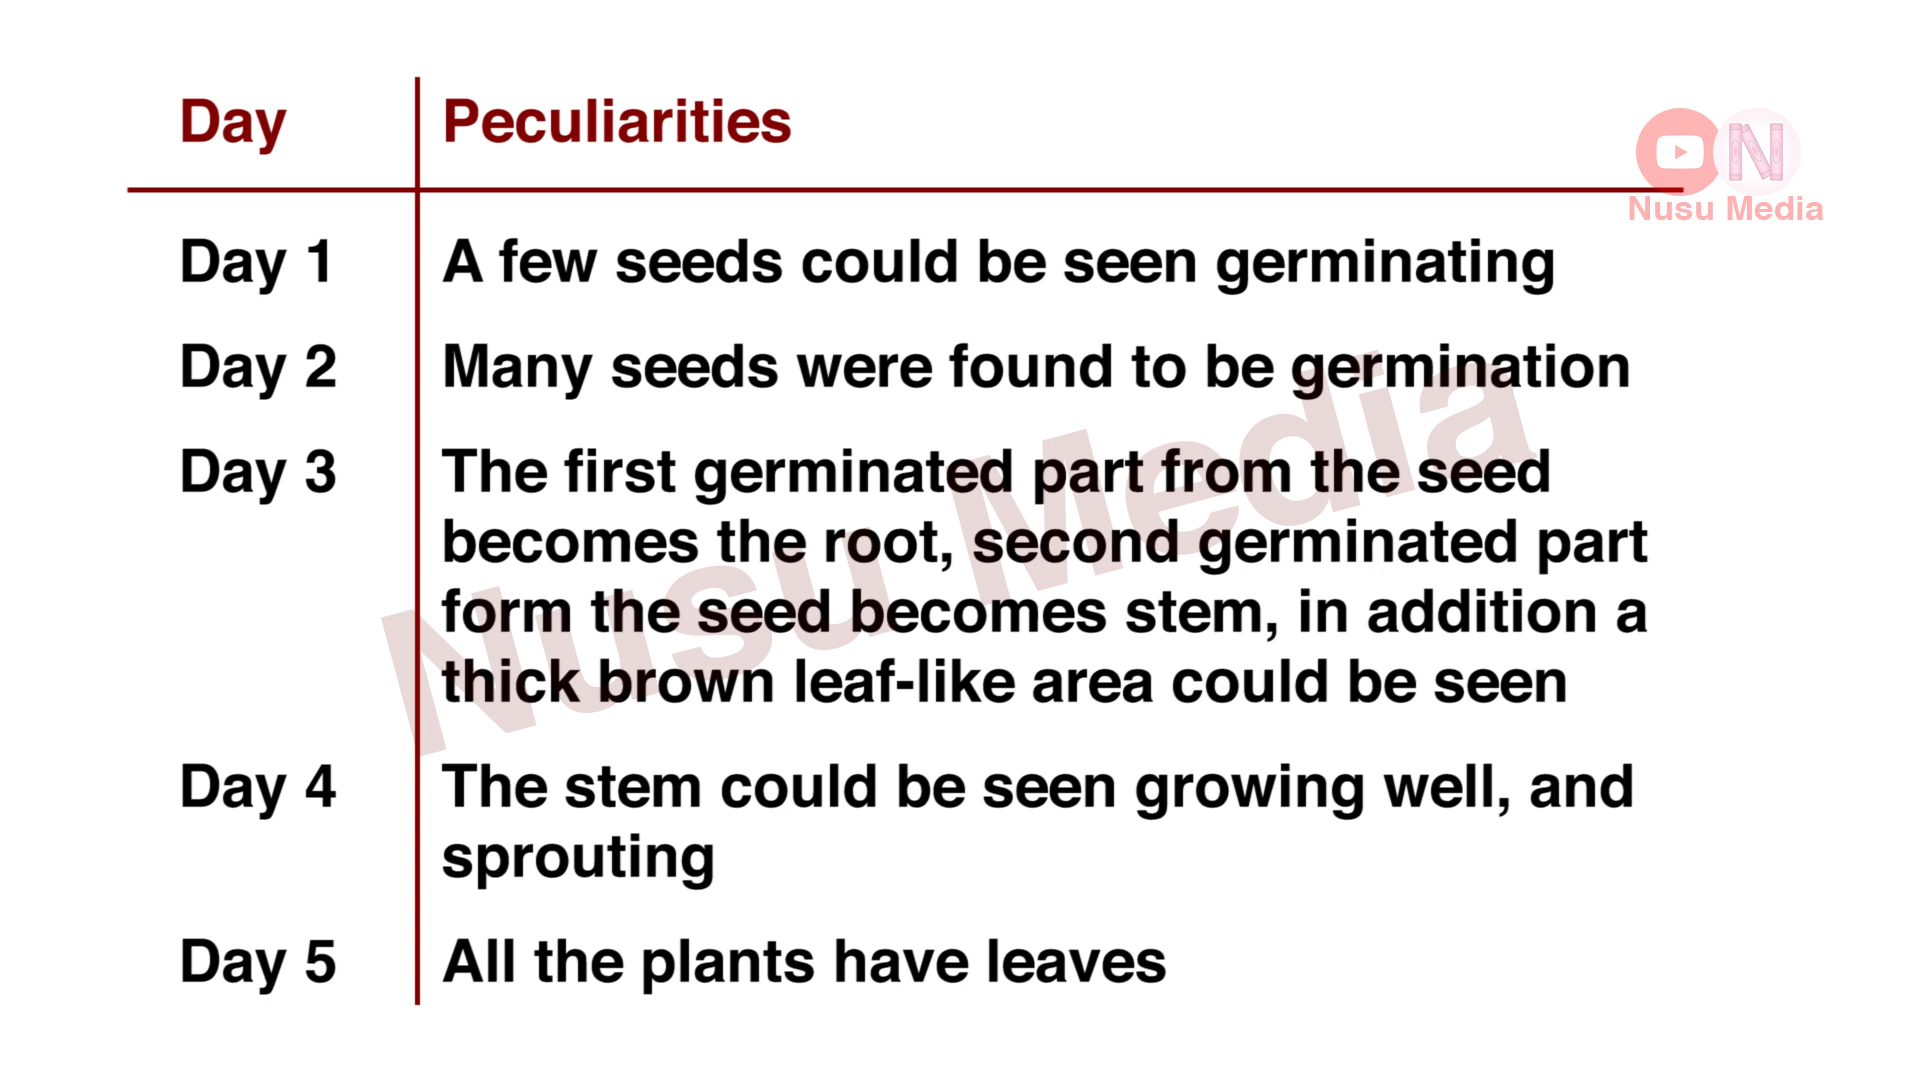 Day Peculiarities
Nusu Media
Day 1 A few seeds could be seen germinating
Day 2 Many seeds were found to be germination
Day 3 The first germinated part from the seed
becomes the root, second germinated part
form the seed becomes stem, in addition a
thick brown leaf-like area could be seen
Nusu Media
Day 4 The stem could be seen growing well, and
sprouting
Day 5 All the plants have leaves